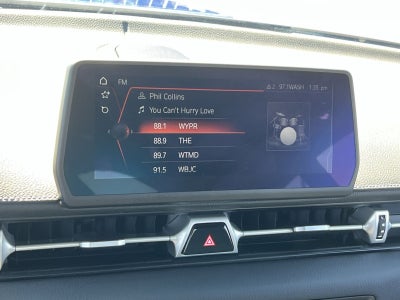 FM
2 97.1WASH 1:35 pm
Phil Collins
You Can't Hurry Love
88.1 WYPR
88.9 THE
89.7 WTMD
91.5 WBJC